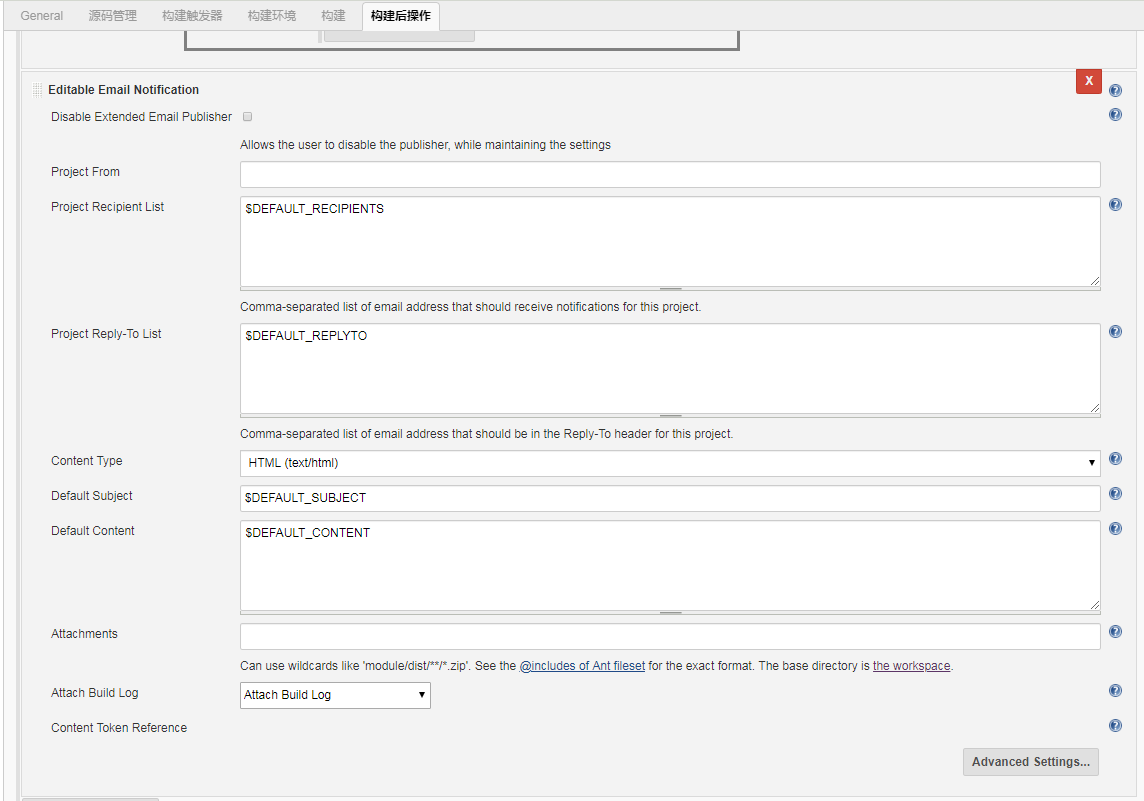 General 源码管理 构建触发器 构建环境 构建 构建后操作
Editable Email Notification
X
Disable Extended Email Publisher
Allows the user to disable the publisher, while maintaining the settings
Project From
Project Recipient List
$DEFAULT_RECIPIENTS
Comma-separated list of email address that should receive notifications for this project.
Project Reply-To List
$DEFAULT_REPLYTO
Comma-separated list of email address that should be in the Reply-To header for this project.
Content Type
HTML (text/html)
Default Subject
$DEFAULT_SUBJECT
Default Content
$DEFAULT_CONTENT
Attachments
Can use wildcards like 'module/dist/**/*.zip'. See the @includes of Ant fileset for the exact format. The base directory is the workspace.
Attach Build Log
Attach Build Log
Content Token Reference
Advanced Settings...